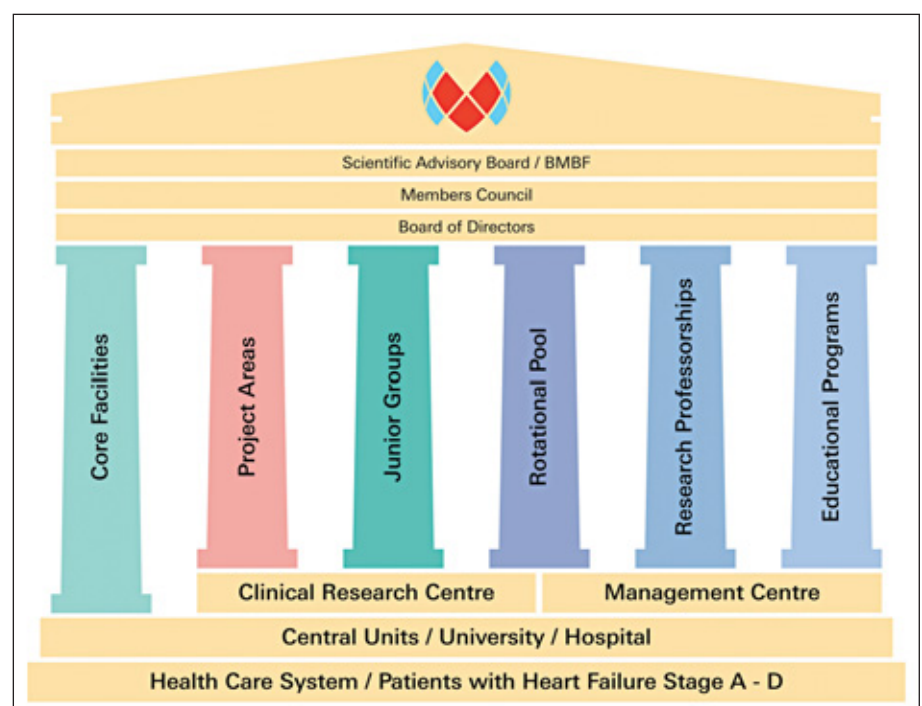 Scientific Advisory Board / BMBF
Members Council
Board of Directors
Core Facilities
Project Areas
Junior Groups
Rotational Pool
Research Professorships
Educational Programs
Clinical Research Centre
Management Centre
Central Units / University / Hospital
Health Care System / Patients with Heart Failure Stage A - D